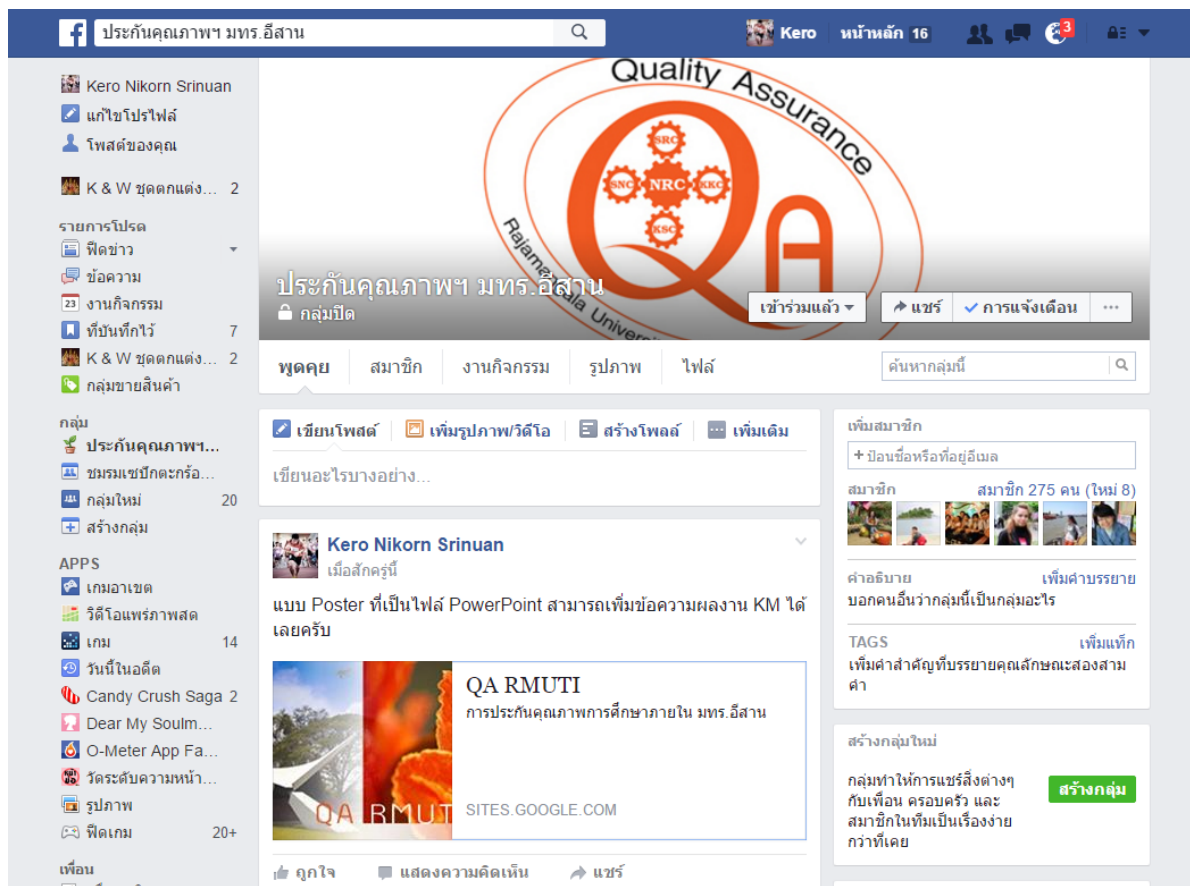 ประกันคุณภาพฯ มทร.อีสาน
Kero
หน้าหลัก 16
3
Kero Nikorn Srinuan
แก้ไขโปรไฟล์
โพสต์ของคุณ
K & W ชุดตกแต่ง... 2
รายการโปรด
ฟีดข่าว
ข้อความ
23 งานกิจกรรม
ที่บันทึกไว้ 7
K & W ชุดตกแต่ง... 2
กลุ่มขายสินค้า
กลุ่ม
ประกันคุณภาพฯ...
ชมรมเซปักตะกร้อ...
กลุ่มใหม่ 20
สร้างกลุ่ม
APPS
เกมอาเขต
วิดีโอแพร่ภาพสด
เกม 14
วันนี้ในอดีต
Candy Crush Saga 2
Dear My Soulm...
O-Meter App Fa...
วัดระดับความหน้า...
รูปภาพ
ฟีดเกม 20+
เพื่อน
Quality Assurance
SRC
SNC NRC KKC
KSC
QA
Rajamangala Univer
ประกันคุณภาพฯ มทร.อีสาน
กลุ่มปิด
เข้าร่วมแล้ว
แชร์
การแจ้งเตือน
พูดคุย
สมาชิก
งานกิจกรรม
รูปภาพ
ไฟล์
ค้นหากลุ่มนี้
เขียนโพสต์
เพิ่มรูปภาพ/วิดีโอ
สร้างโพลล์
เพิ่มเติม
เขียนอะไรบางอย่าง...
Kero Nikorn Srinuan
เมื่อสักครู่นี้
แบบ Poster ที่เป็นไฟล์ PowerPoint สามารถเพิ่มข้อความผลงาน KM ได้
เลยครับ
QA RMUTI
QA RMUTI
การประกันคุณภาพการศึกษาภายใน มทร.อีสาน
SITES.GOOGLE.COM
ถูกใจ
แสดงความคิดเห็น
แชร์
เพิ่มสมาชิก
+ ป้อนชื่อหรือที่อยู่อีเมล
สมาชิก
สมาชิก 275 คน (ใหม่ 8)
คำอธิบาย
เพิ่มคำบรรยาย
บอกคนอื่นว่ากลุ่มนี้เป็นกลุ่มอะไร
TAGS
เพิ่มแท็ก
เพิ่มคำสำคัญที่บรรยายคุณลักษณะสองสาม
คำ
สร้างกลุ่มใหม่
กลุ่มทำให้การแชร์สิ่งต่างๆ
กับเพื่อน ครอบครัว และ
สมาชิกในทีมเป็นเรื่องง่าย
กว่าที่เคย
สร้างกลุ่ม